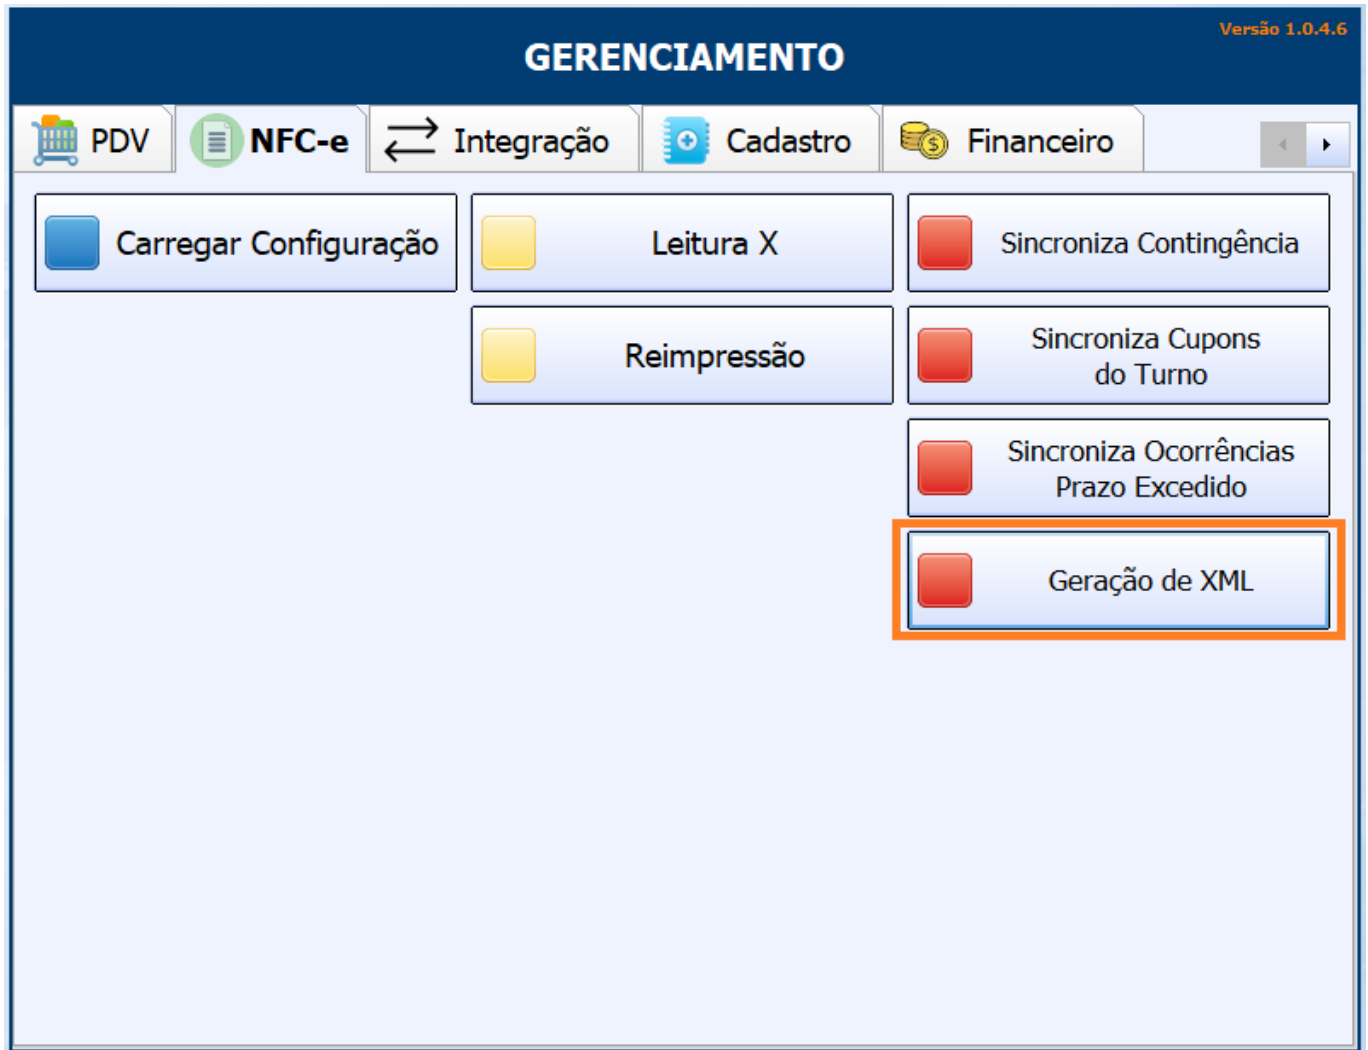 Versão 1.0.4.6
GERENCIAMENTO
PDV
NFC-e
Integração
Cadastro
Financeiro
Carregar Configuração
Leitura X
Sincroniza Contingência
Reimpressão
Sincroniza Cupons
do Turno
Sincroniza Ocorrências
Prazo Excedido
Geração de XML